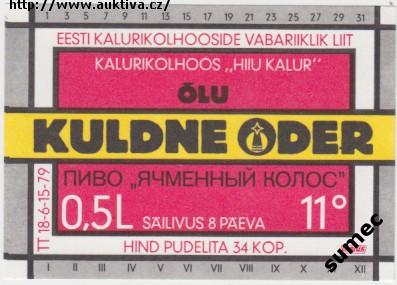 http://www.auktiva.cz/
1 3 5 7 9 11 13 15 17 19 21 23 25 27 29 31
EESTI KALURIKOLHOOSIDE VABARIIKLIK LIIT
KALURIKOLHOOS „HIIU KALUR"
ÕLU
KULDNE ODER
ПИВО „ЯЧМЕННЫЙ КОЛОС"
0,5L SÄILIVUS 8 PÄEVA 11°
HIND PUDELITA 34 KOP.
TT 18-6-15-79
I II III IV V VI VII VIII IX X XI XII
sumec